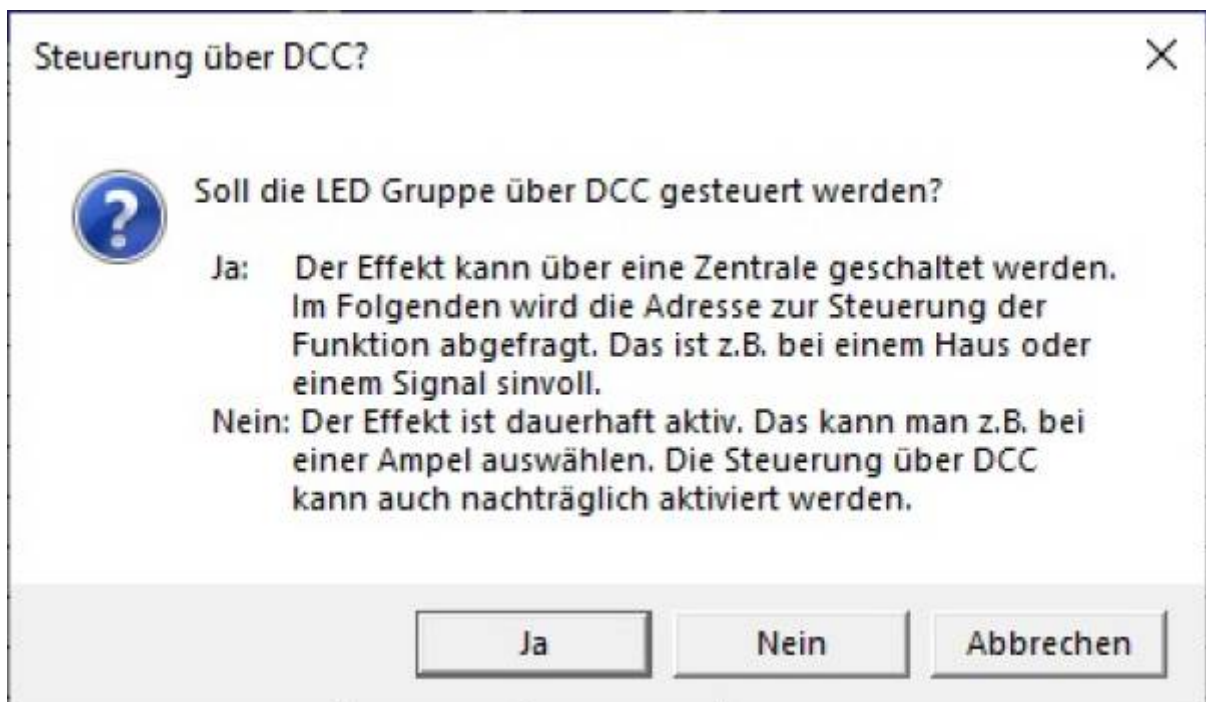 Steuerung über DCC?
Soll die LED Gruppe über DCC gesteuert werden?
Ja: Der Effekt kann über eine Zentrale geschaltet werden.
Im Folgenden wird die Adresse zur Steuerung der
Funktion abgefragt. Das ist z.B. bei einem Haus oder
einem Signal sinvoll.
Nein: Der Effekt ist dauerhaft aktiv. Das kann man z.B. bei
einer Ampel auswählen. Die Steuerung über DCC
kann auch nachträglich aktiviert werden.
Ja Nein Abbrechen